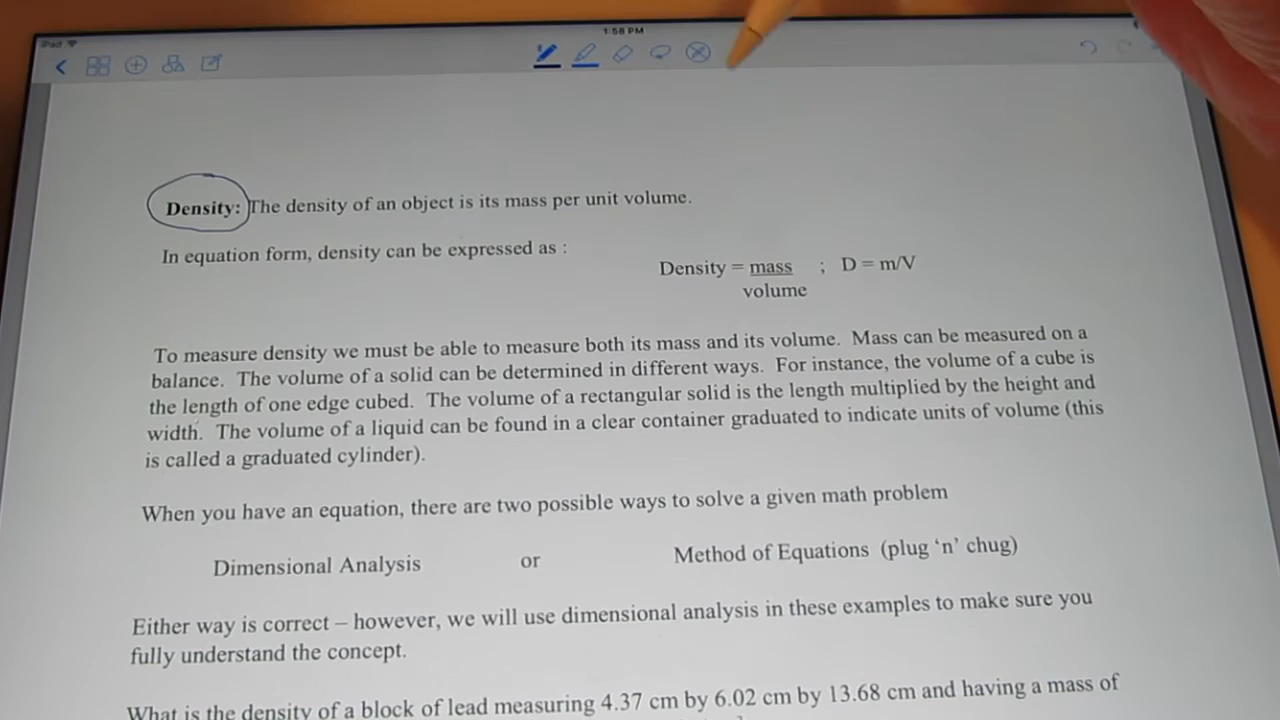 iPad
1:58 PM
Density: The density of an object is its mass per unit volume.
In equation form, density can be expressed as :
Density = mass ; D = m/V
volume
To measure density we must be able to measure both its mass and its volume. Mass can be measured on a
balance. The volume of a solid can be determined in different ways. For instance, the volume of a cube is
the length of one edge cubed. The volume of a rectangular solid is the length multiplied by the height and
width. The volume of a liquid can be found in a clear container graduated to indicate units of volume (this
is called a graduated cylinder).
When you have an equation, there are two possible ways to solve a given math problem
Dimensional Analysis or Method of Equations (plug ‘n’ chug)
Either way is correct – however, we will use dimensional analysis in these examples to make sure you
fully understand the concept.
What is the density of a block of lead measuring 4.37 cm by 6.02 cm by 13.68 cm and having a mass of